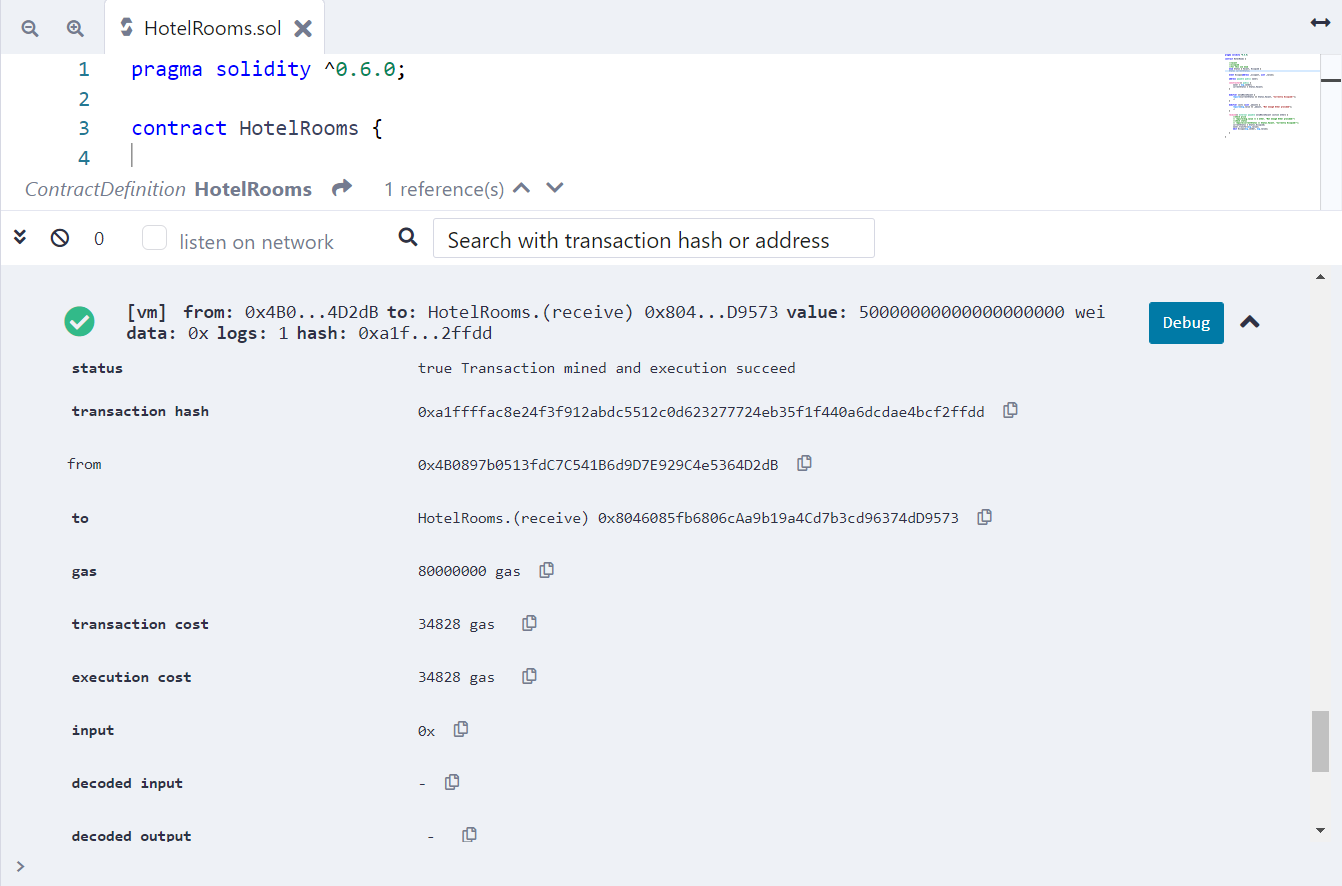 HotelRooms.sol
1 pragma solidity ^0.6.0;
2
3 contract HotelRooms {
4
ContractDefinition HotelRooms 1 reference(s)
0 listen on network Search with transaction hash or address
[vm] from: 0x4B0...4D2dB to: HotelRooms.(receive) 0x804...D9573 value: 50000000000000000000 wei
data: 0x logs: 1 hash: 0xa1f...2ffdd
Debug
status true Transaction mined and execution succeed
transaction hash 0xa1ffffac8e24f3f912abdc5512c0d623277724eb35f1f440a6dcdae4bcf2ffdd
from 0x4B0897b0513fdC7C541B6d9D7E929C4e5364D2dB
to HotelRooms.(receive) 0x8046085fb6806cAa9b19a4Cd7b3cd96374dD9573
gas 80000000 gas
transaction cost 34828 gas
execution cost 34828 gas
input 0x
decoded input -
decoded output -
>